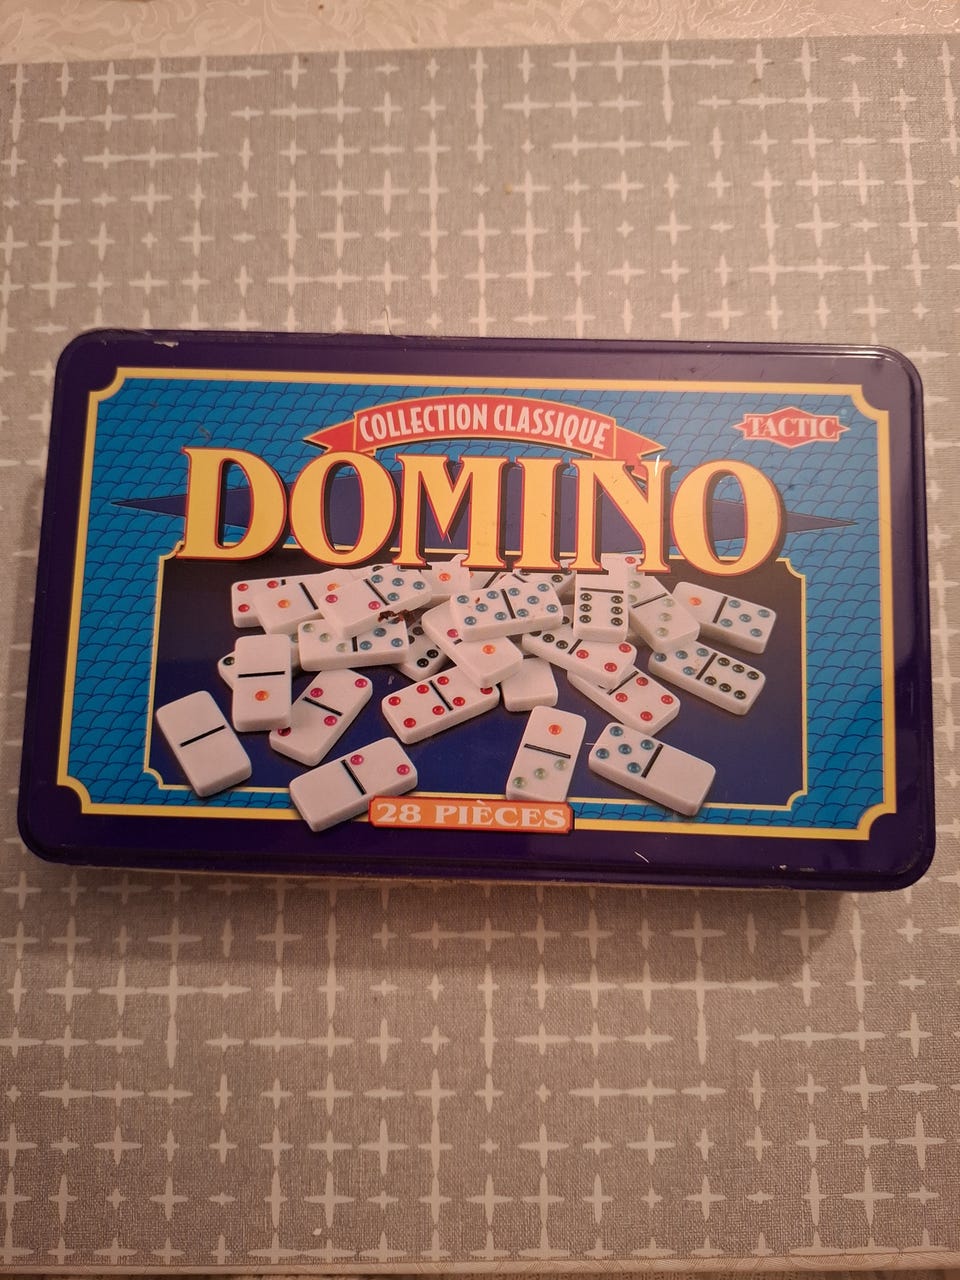 COLLECTION CLASSIQUE
TACTIC
DOMINO
28 PIÈCES